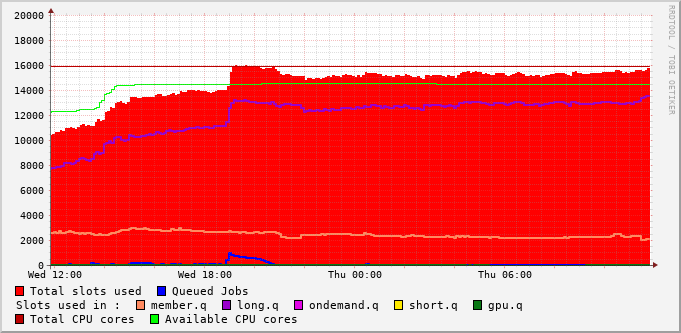 20000
18000
16000
14000
12000
10000
8000
6000
4000
2000
0
Wed 12:00 Wed 18:00 Thu 00:00 Thu 06:00
RRDTOOL / TOBI OETIKER
Total slots used Queued Jobs
Slots used in : member.q long.q ondemand.q short.q gpu.q
Total CPU cores Available CPU cores